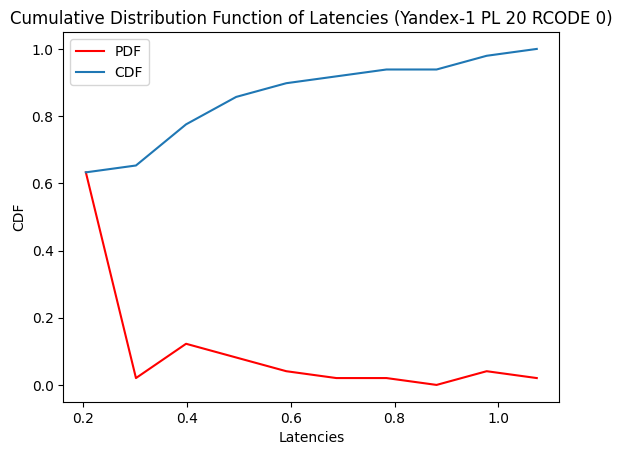 Cumulative Distribution Function of Latencies (Yandex-1 PL 20 RCODE 0)
PDF
CDF
CDF
1.0
0.8
0.6
0.4
0.2
0.0
0.2 0.4 0.6 0.8 1.0
Latencies